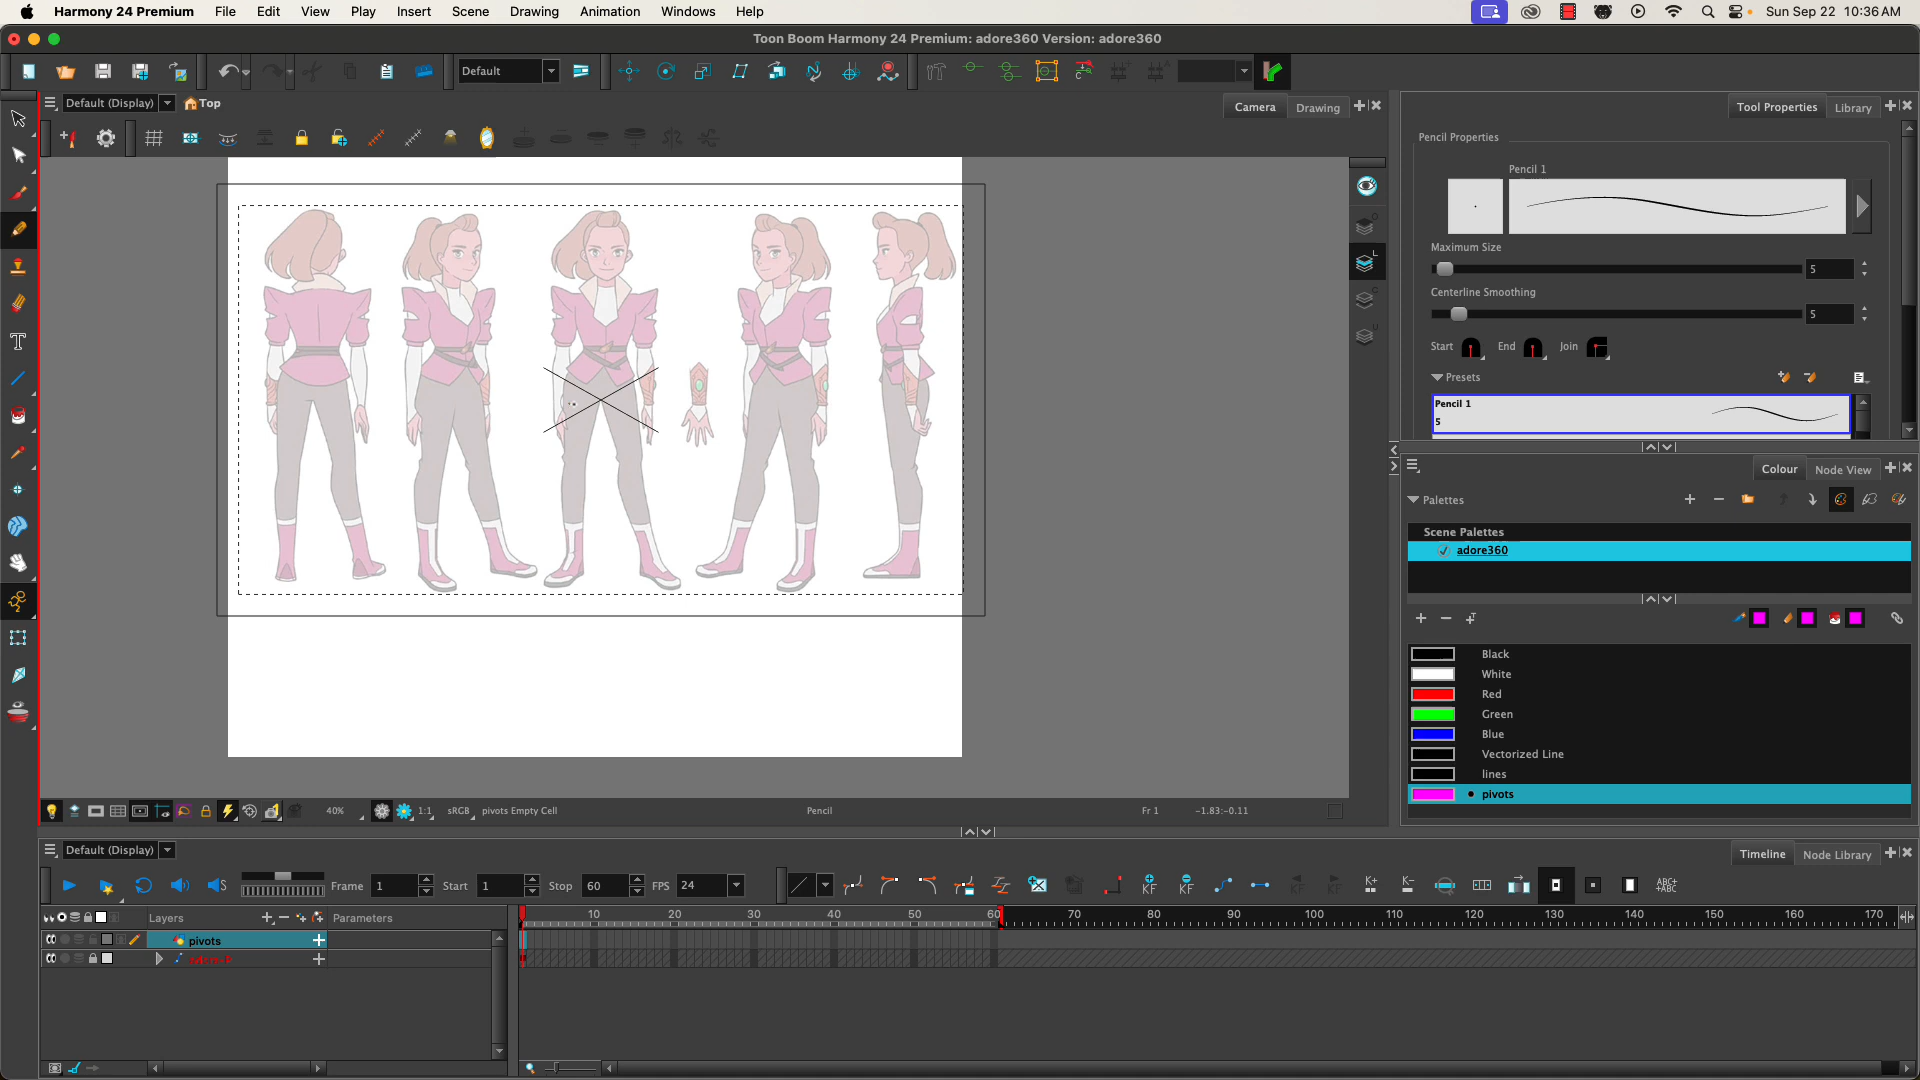 Harmony 24 Premium File Edit View Play Insert Scene Drawing Animation Windows Help Sun Sep 22 10:36 AM
Toon Boom Harmony 24 Premium: adore360 Version: adore360
Default
Default (Display) Top Camera Drawing
Tool Properties Library
Pencil Properties
Pencil 1
Maximum Size
5
Centerline Smoothing
5
Start End Join
Presets
Pencil 1
5
Colour Node View
Palettes
Scene Palettes
adore360
Black
White
Red
Green
Blue
Vectorized Line
lines
pivots
40% 1:1 sRGB pivots Empty Cell Pencil Fr 1 -1.83:-0.11
Default (Display) Timeline Node Library
Frame 1 Start 1 Stop 60 FPS 24 KF KF KF KF K+ K- ABC+ +ABC
Layers Parameters 10 20 30 40 50 60 70 80 90 100 110 120 130 140 150 160 170
pivots